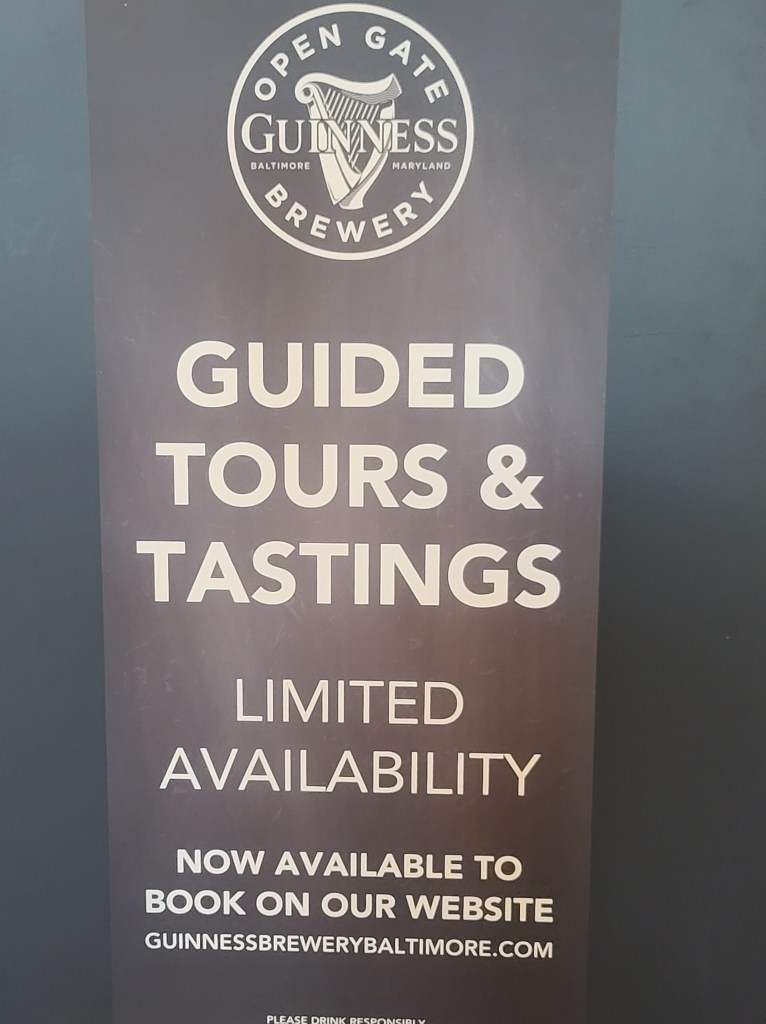 OPEN GATE
GUINNESS
BALTIMORE MARYLAND
BREWERY
GUIDED
TOURS &
TASTINGS
LIMITED
AVAILABILITY
NOW AVAILABLE TO
BOOK ON OUR WEBSITE
GUINNESSBREWERYBALTIMORE.COM
PLEASE DRINK RESPONSIBLY